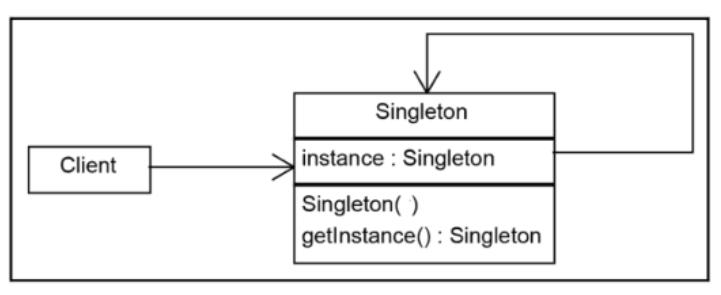 Singleton
Client
instance : Singleton
Singleton( )
getInstance() : Singleton